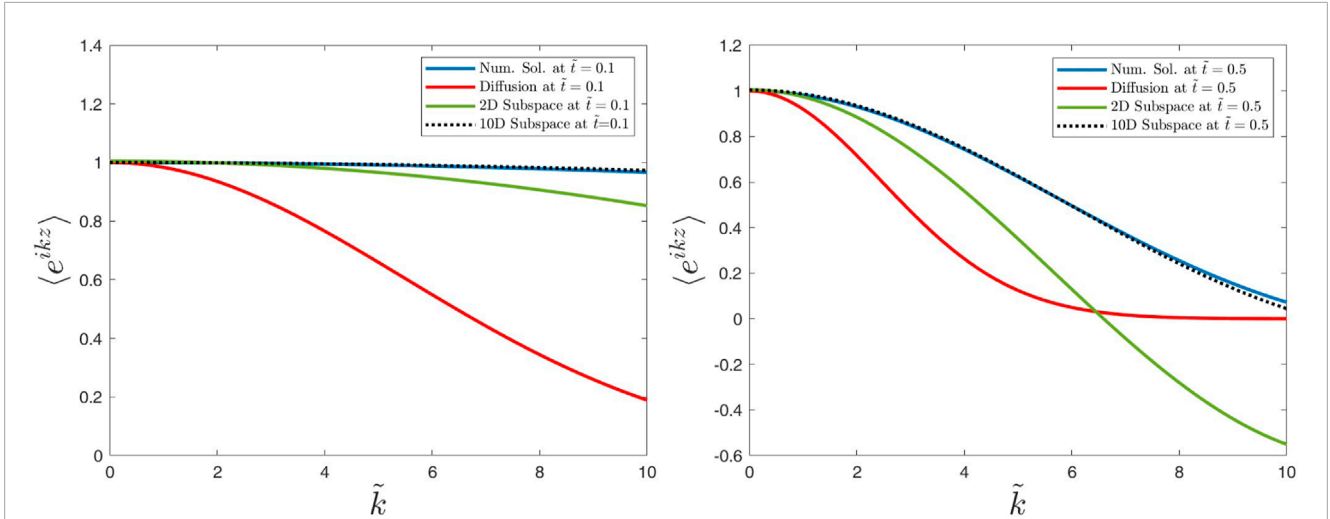 1.4
1.2
1
0.8
0.6
0.4
0.2
0
0 2 4 6 8 10
⟨e^{ikz}⟩
k̃
Num. Sol. at t̃ = 0.1
Diffusion at t̃ = 0.1
2D Subspace at t̃ = 0.1
10D Subspace at t̃=0.1
1.2
1
0.8
0.6
0.4
0.2
0
-0.2
-0.4
-0.6
0 2 4 6 8 10
⟨e^{ikz}⟩
k̃
Num. Sol. at t̃ = 0.5
Diffusion at t̃ = 0.5
2D Subspace at t̃ = 0.5
10D Subspace at t̃ = 0.5